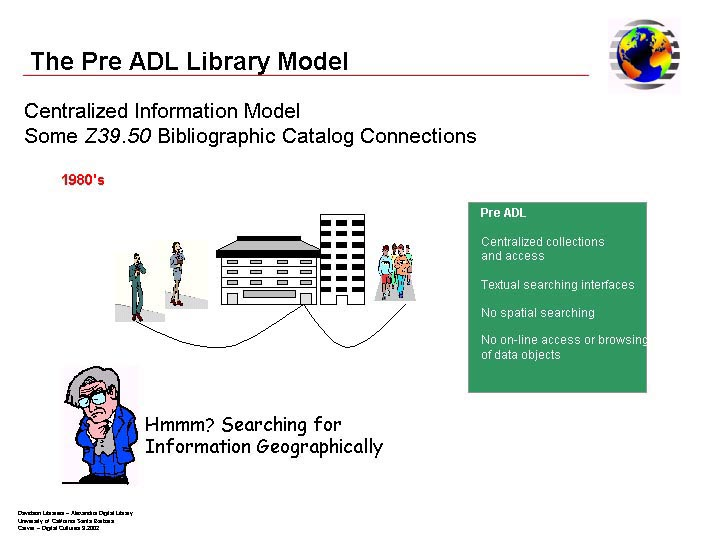 The Pre ADL Library Model
Centralized Information Model
Some Z39.50 Bibliographic Catalog Connections
1980's
Pre ADL
Centralized collections
and access
Textual searching interfaces
No spatial searching
No on-line access or browsing
of data objects
Hmmm? Searching for
Information Geographically
Davidson Libraries – Alexandria Digital Library
University of California Santa Barbara
Carver – Digital Cultures 9.2002